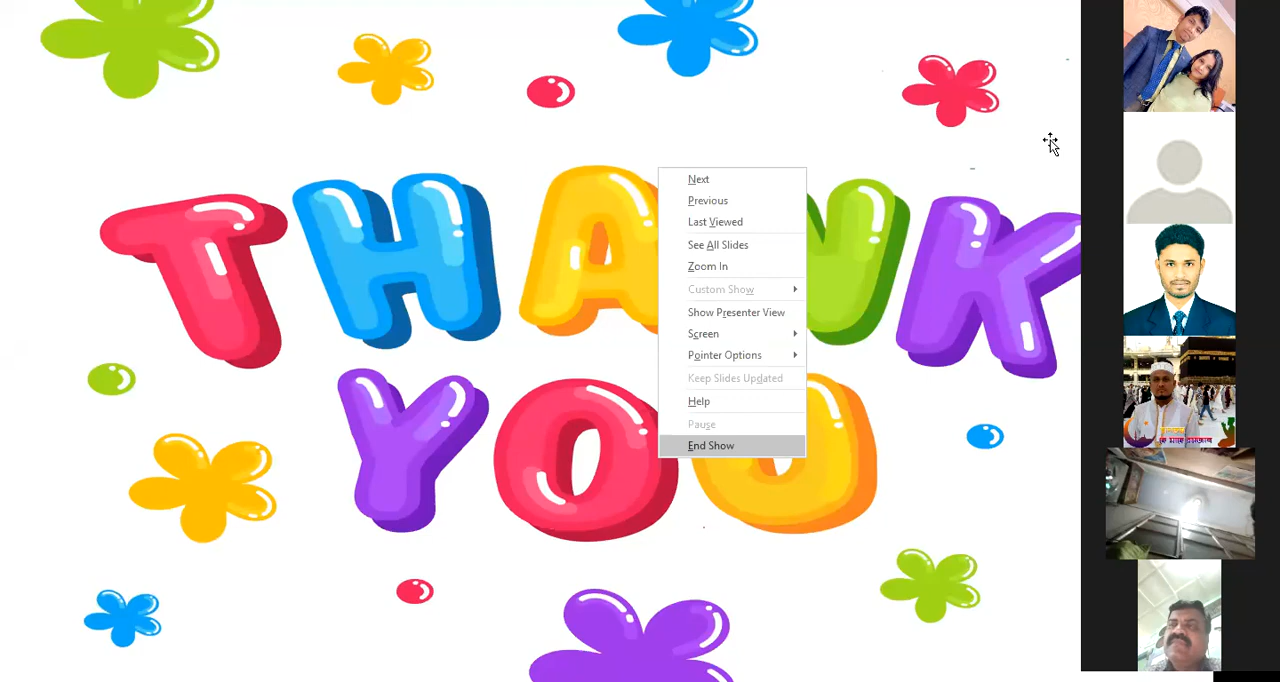 THANK
YOU
Next
Previous
Last Viewed
See All Slides
Zoom In
Custom Show
Show Presenter View
Screen
Pointer Options
Keep Slides Updated
Help
Pause
End Show